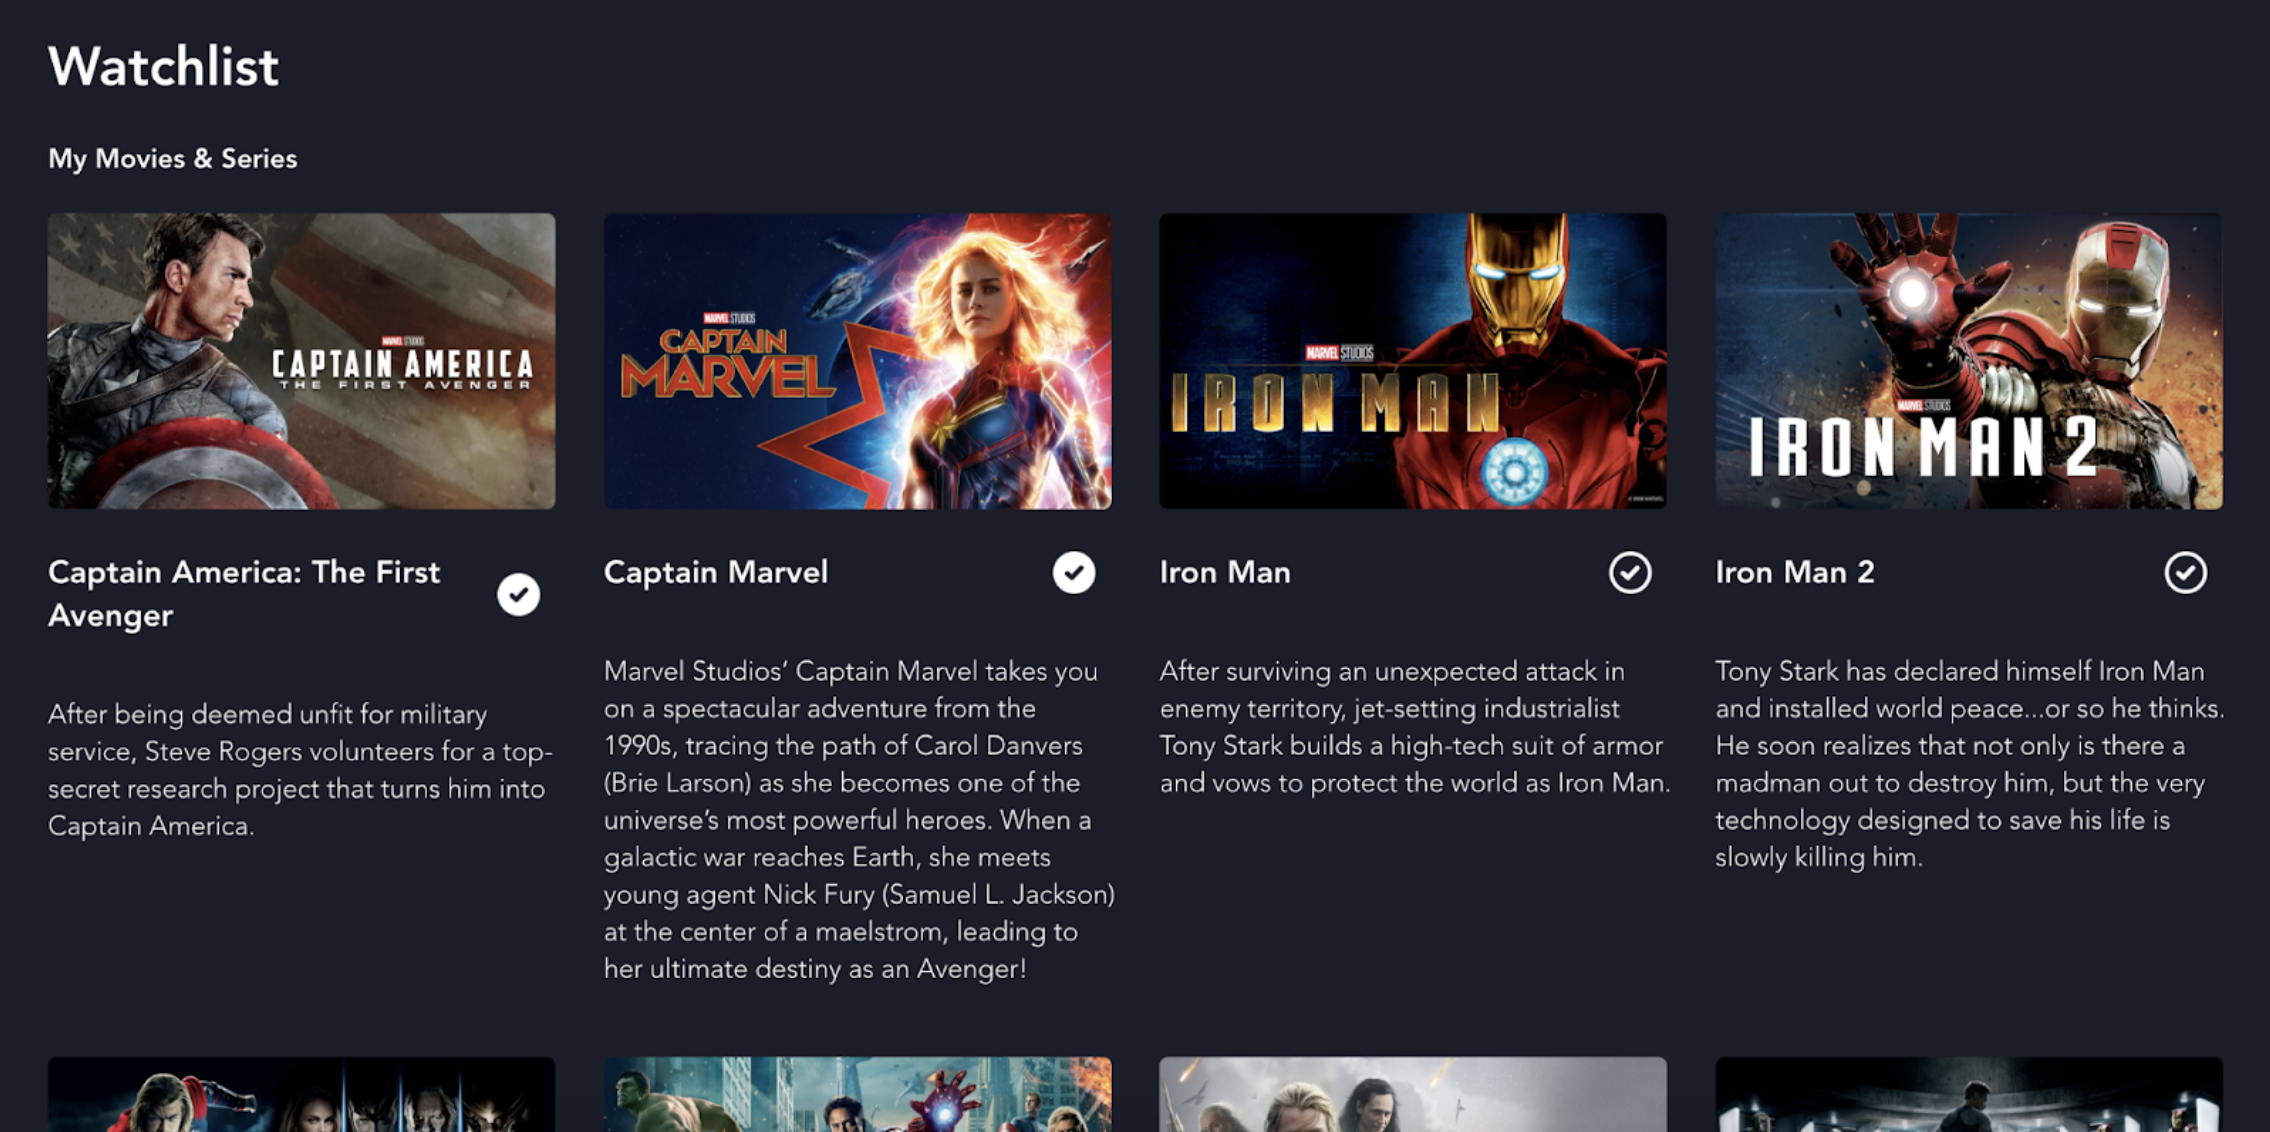 Watchlist
My Movies & Series
MARVEL STUDIOS
CAPTAIN AMERICA
THE FIRST AVENGER
MARVEL STUDIOS
CAPTAIN
MARVEL
MARVEL STUDIOS
IRON MAN
MARVEL STUDIOS
IRON MAN 2
Captain America: The First
Avenger
After being deemed unfit for military
service, Steve Rogers volunteers for a top-
secret research project that turns him into
Captain America.
Captain Marvel
Marvel Studios’ Captain Marvel takes you
on a spectacular adventure from the
1990s, tracing the path of Carol Danvers
(Brie Larson) as she becomes one of the
universe’s most powerful heroes. When a
galactic war reaches Earth, she meets
young agent Nick Fury (Samuel L. Jackson)
at the center of a maelstrom, leading to
her ultimate destiny as an Avenger!
Iron Man
After surviving an unexpected attack in
enemy territory, jet-setting industrialist
Tony Stark builds a high-tech suit of armor
and vows to protect the world as Iron Man.
Iron Man 2
Tony Stark has declared himself Iron Man
and installed world peace...or so he thinks.
He soon realizes that not only is there a
madman out to destroy him, but the very
technology designed to save his life is
slowly killing him.